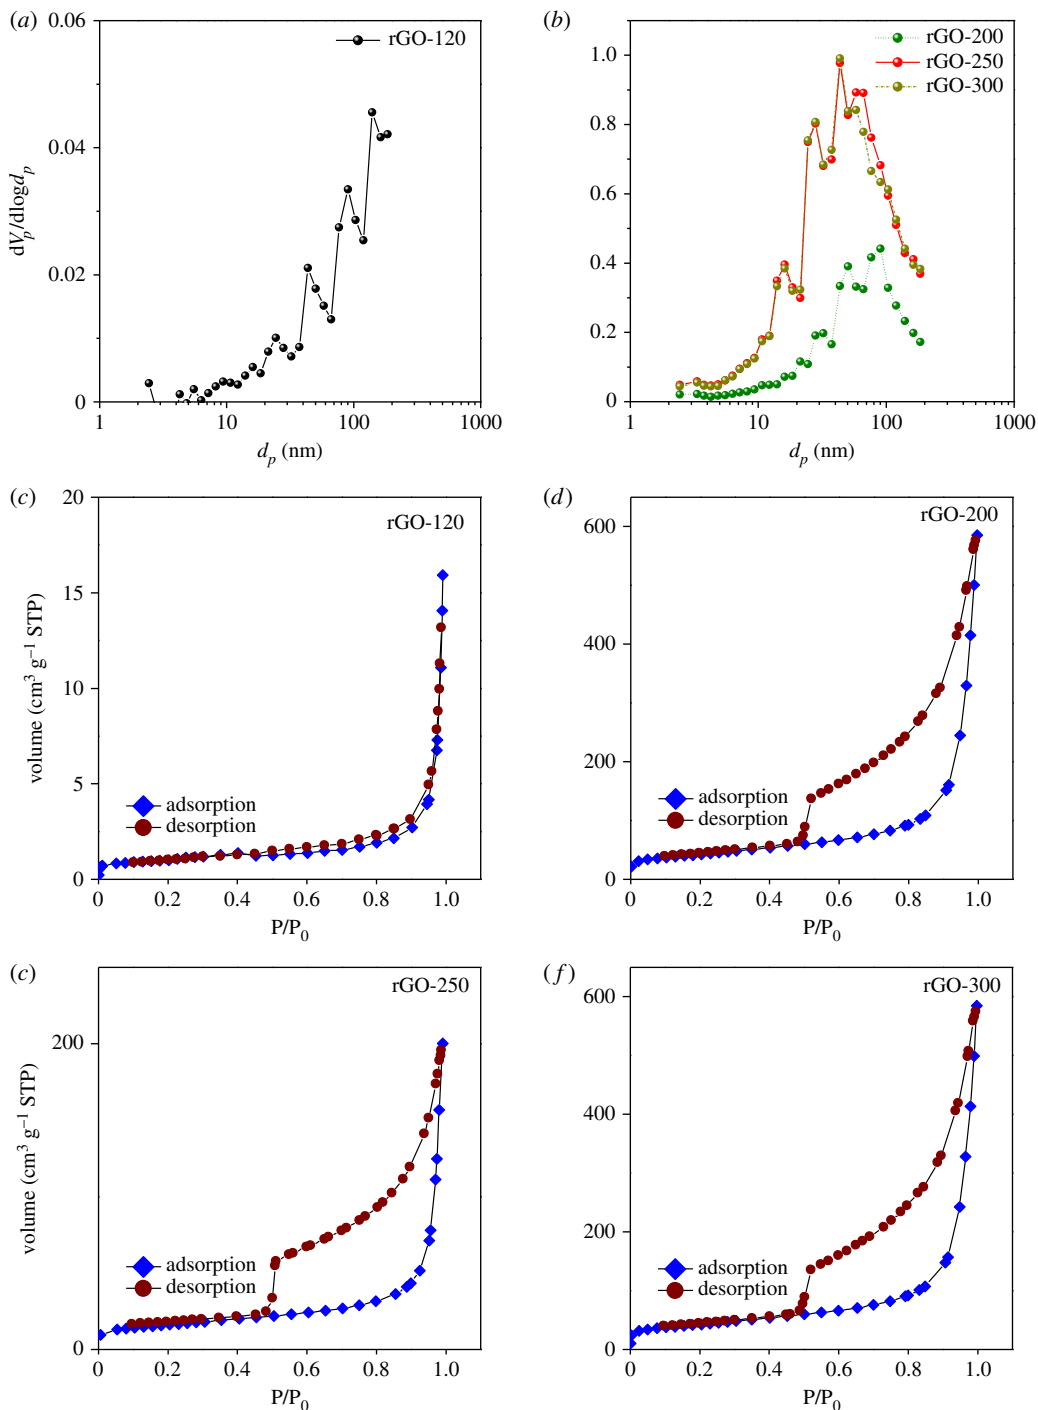 (a)
0.06
0.04
0.02
0
dV_p/dlogd_p
rGO-120
1
10
100
1000
d_p (nm)
(b)
1.0
0.8
0.6
0.4
0.2
0
rGO-200
rGO-250
rGO-300
1
10
100
1000
d_p (nm)
(c)
20
15
10
5
0
volume (cm³ g⁻¹ STP)
rGO-120
adsorption
desorption
0
0.2
0.4
0.6
0.8
1.0
P/P₀
(d)
600
400
200
0
rGO-200
adsorption
desorption
0
0.2
0.4
0.6
0.8
1.0
P/P₀
(c)
200
0
volume (cm³ g⁻¹ STP)
rGO-250
adsorption
desorption
0
0.2
0.4
0.6
0.8
1.0
P/P₀
(f)
600
400
200
0
rGO-300
adsorption
desorption
0
0.2
0.4
0.6
0.8
1.0
P/P₀